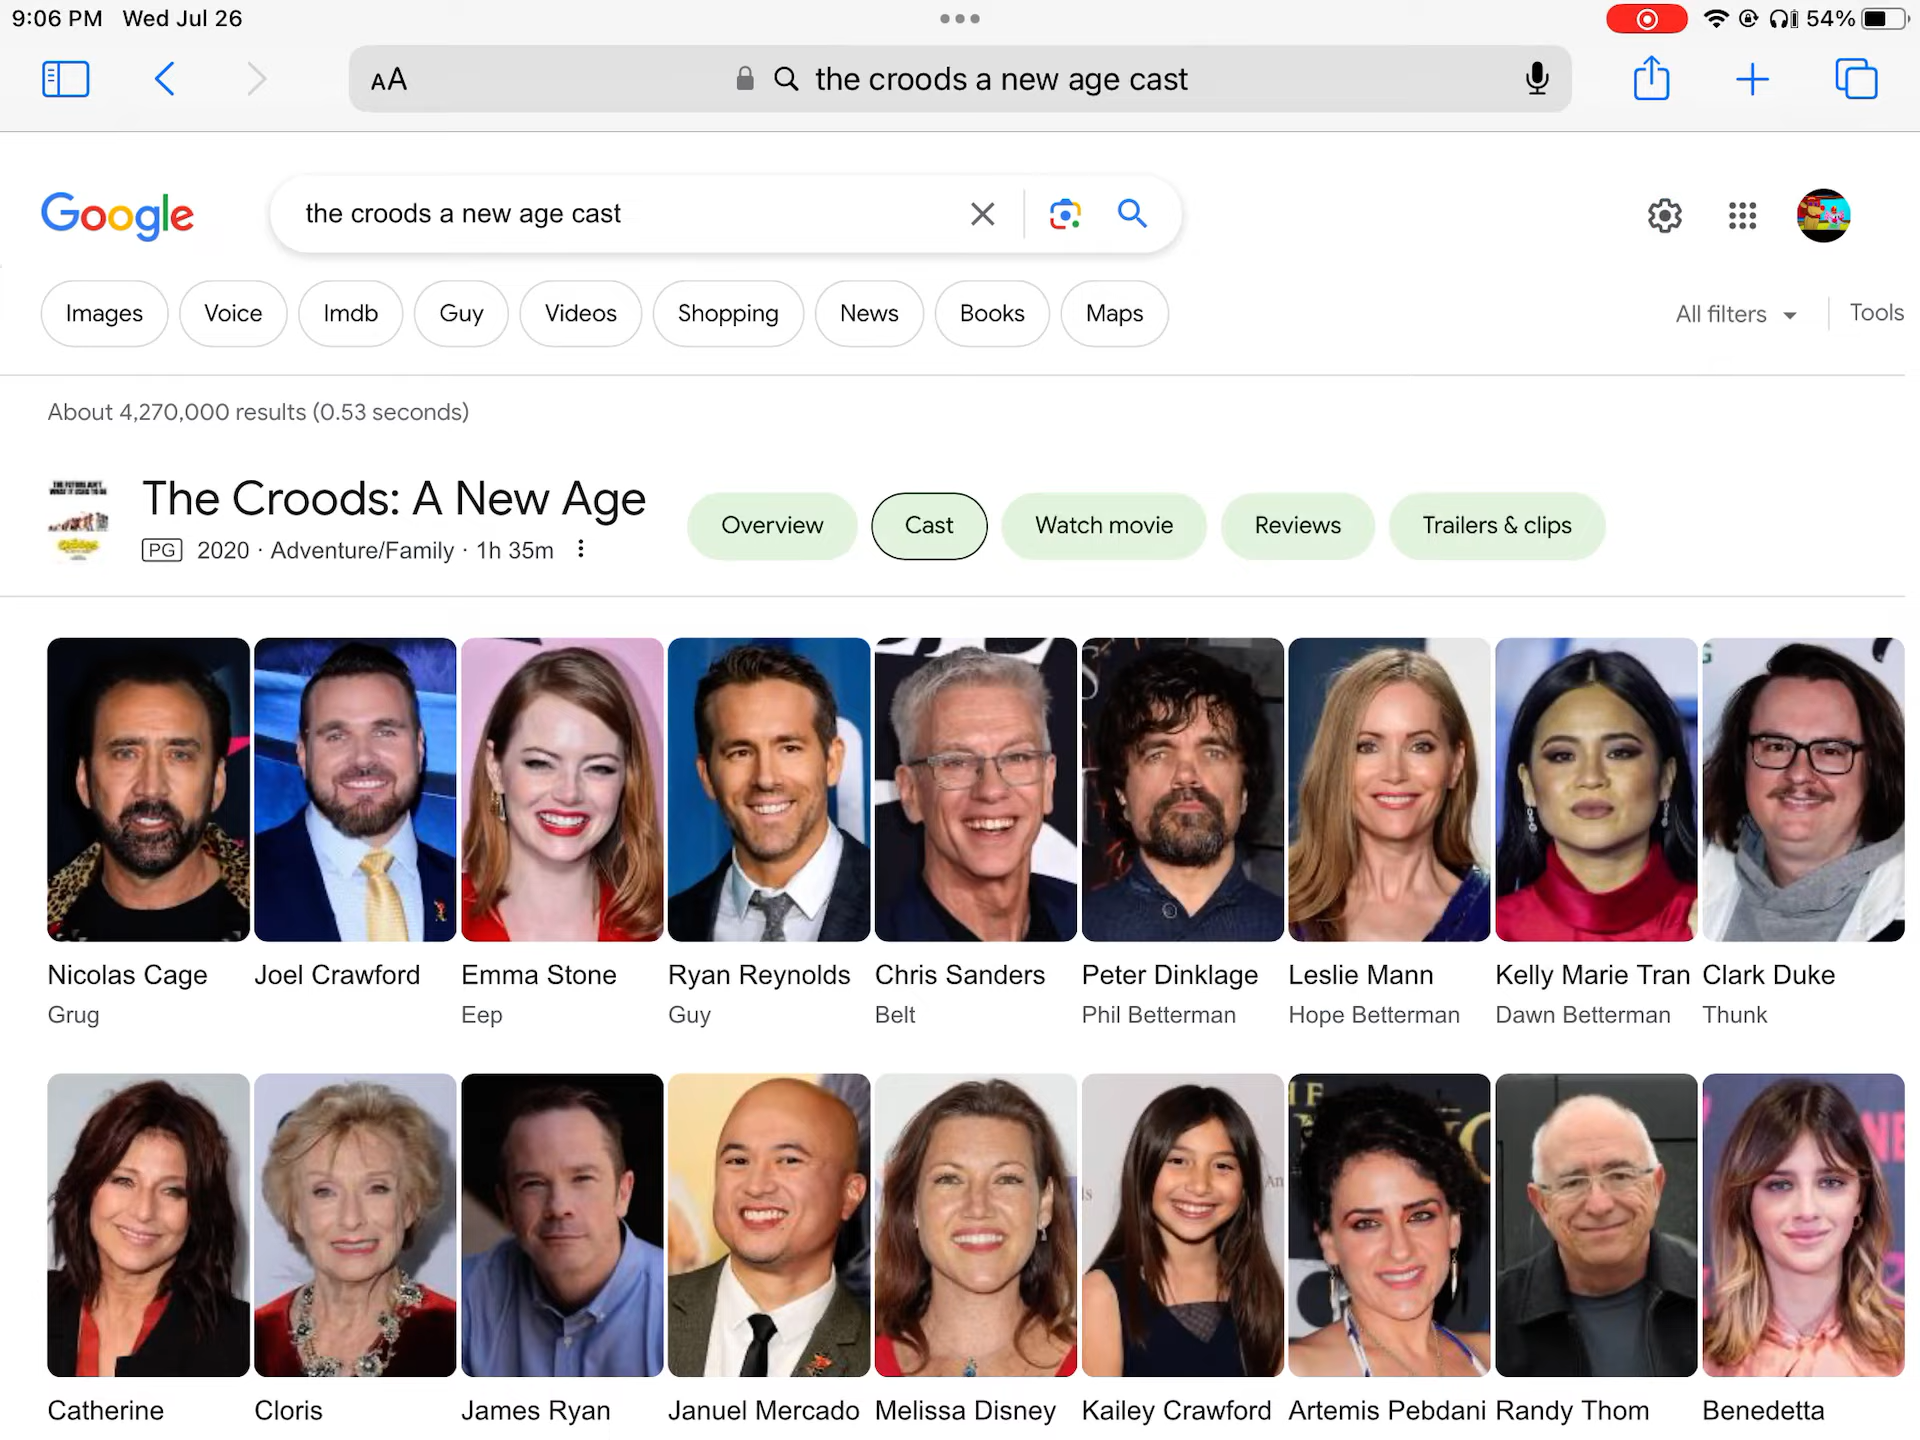 9:06 PM Wed Jul 26
54%
AA the croods a new age cast
Google
the croods a new age cast
Images Voice Imdb Guy Videos Shopping News Books Maps
All filters Tools
About 4,270,000 results (0.53 seconds)
The Croods: A New Age
PG 2020 · Adventure/Family · 1h 35m
Overview Cast Watch movie Reviews Trailers & clips
Nicolas Cage Joel Crawford Emma Stone Ryan Reynolds Chris Sanders Peter Dinklage Leslie Mann Kelly Marie Tran Clark Duke
Grug Eep Guy Belt Phil Betterman Hope Betterman Dawn Betterman Thunk
Catherine Cloris James Ryan Januel Mercado Melissa Disney Kailey Crawford Artemis Pebdani Randy Thom Benedetta